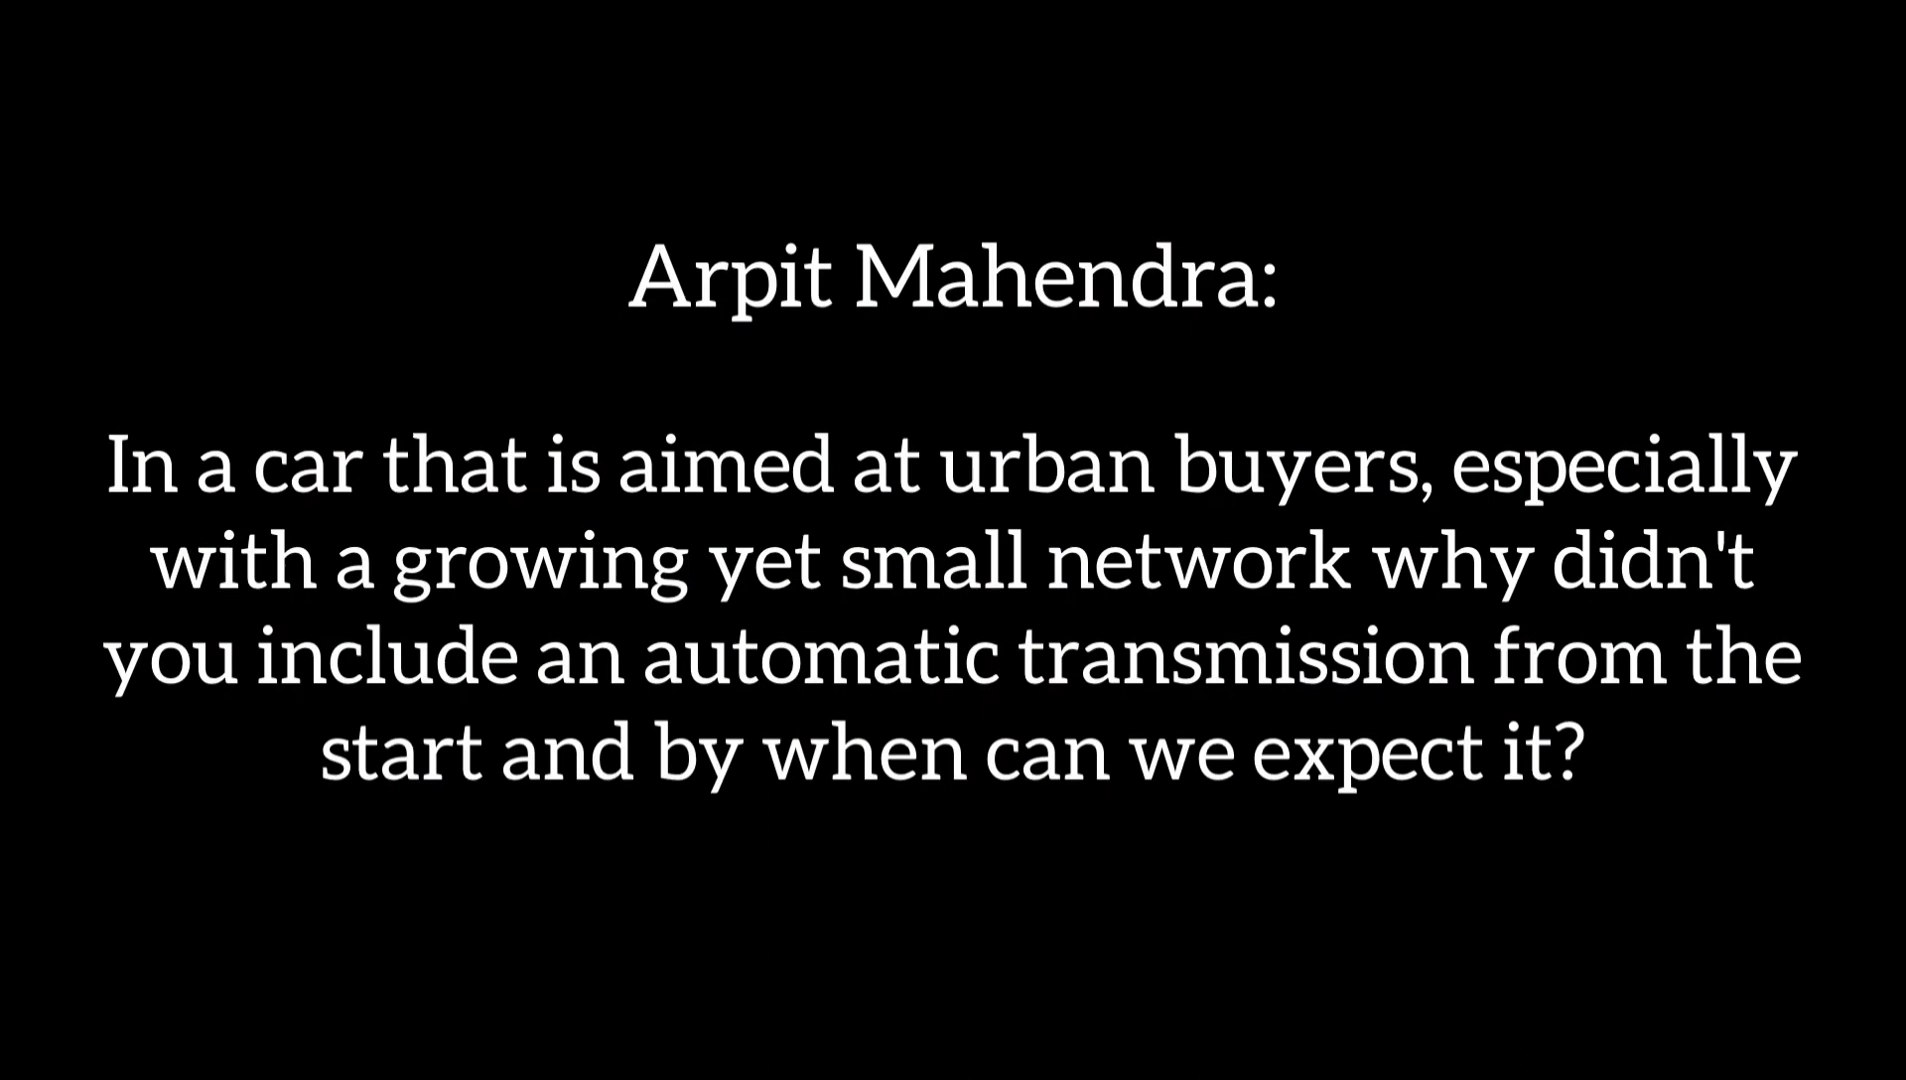 Arpit Mahendra:
In a car that is aimed at urban buyers, especially
with a growing yet small network why didn't
you include an automatic transmission from the
start and by when can we expect it?